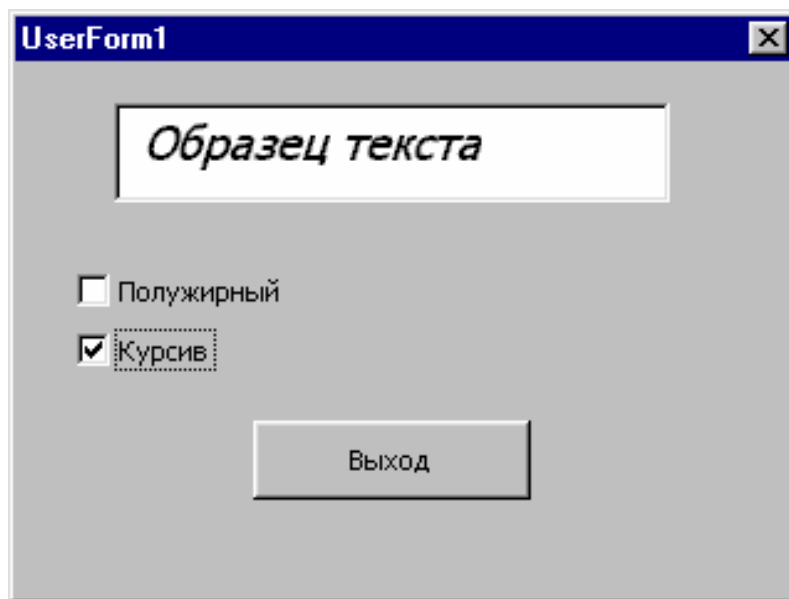 UserForm1
Образец текста
Полужирный
Курсив
Выход